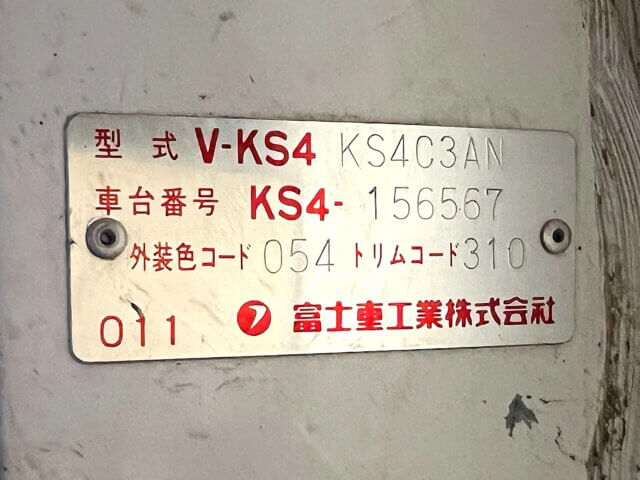 型式 V-KS4 KS4C3AN
車台番号 KS4- 156567
外装色コード 054 トリムコード 310
011 フ 富士重工業株式会社